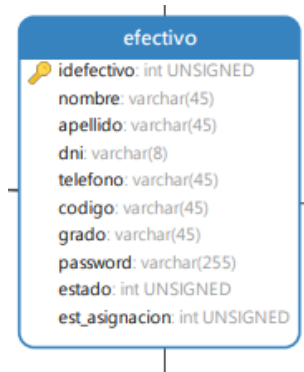 efectivo
idefectivo: int UNSIGNED
nombre: varchar(45)
apellido: varchar(45)
dni: varchar(8)
telefono: varchar(45)
codigo: varchar(45)
grado: varchar(45)
password: varchar(255)
estado: int UNSIGNED
est_asignacion: int UNSIGNED